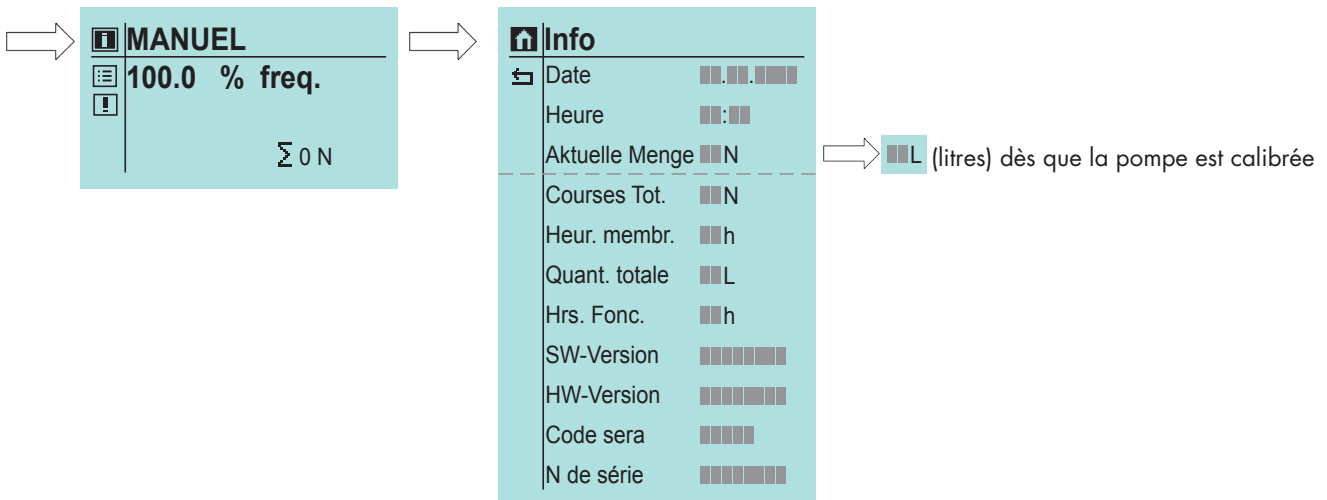 MANUEL
100.0 % freq.
Σ 0 N
Info
Date
Heure
Aktuelle Menge N
L (litres) dès que la pompe est calibrée
Courses Tot. N
Heur. membr. h
Quant. totale L
Hrs. Fonc. h
SW-Version
HW-Version
Code sera
N de série